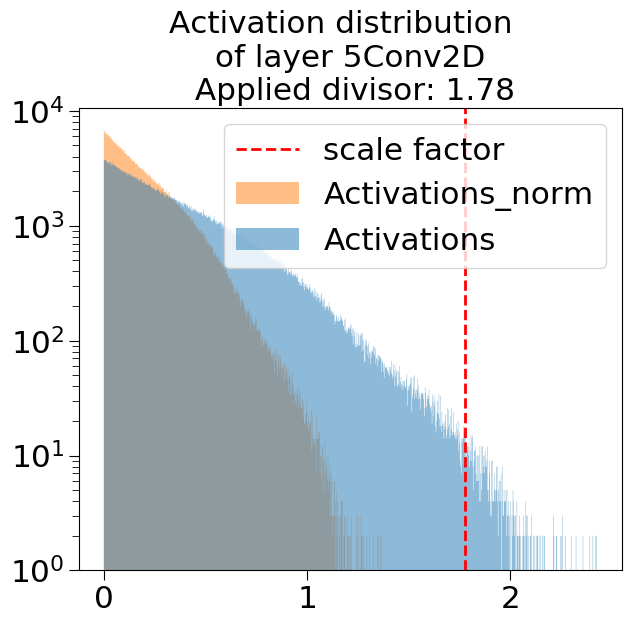 Activation distribution
of layer 5Conv2D
Applied divisor: 1.78
10⁴
10³
10²
10¹
10⁰
scale factor
Activations_norm
Activations
0 1 2